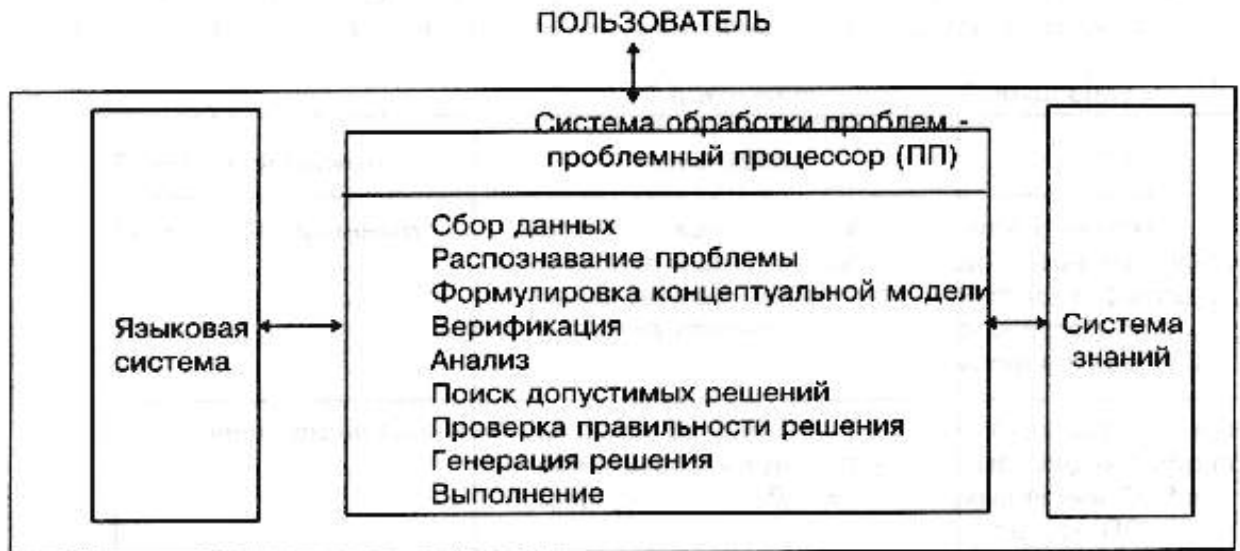 ПОЛЬЗОВАТЕЛЬ
Система обработки проблем -
проблемный процессор (ПП)
Языковая
система
Сбор данных
Распознавание проблемы
Формулировка концептуальной модели
Верификация
Анализ
Поиск допустимых решений
Проверка правильности решения
Генерация решения
Выполнение
Система
знаний